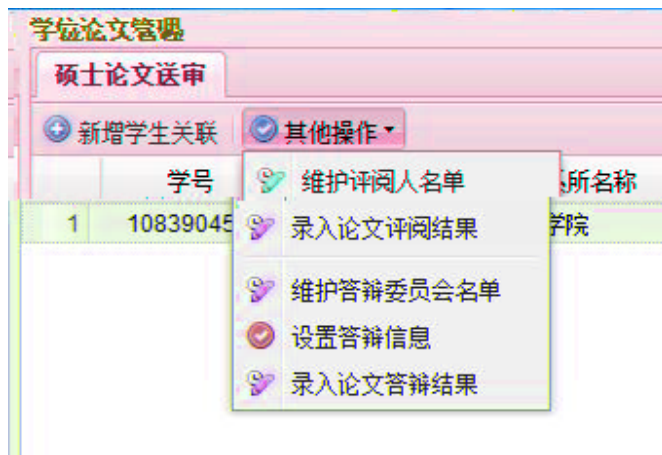 学位论文管理
硕士论文送审
新增学生关联 其他操作
学号 维护评阅人名单 所名称
1 10839045 录入论文评阅结果 学院
维护答辩委员会名单
设置答辩信息
录入论文答辩结果